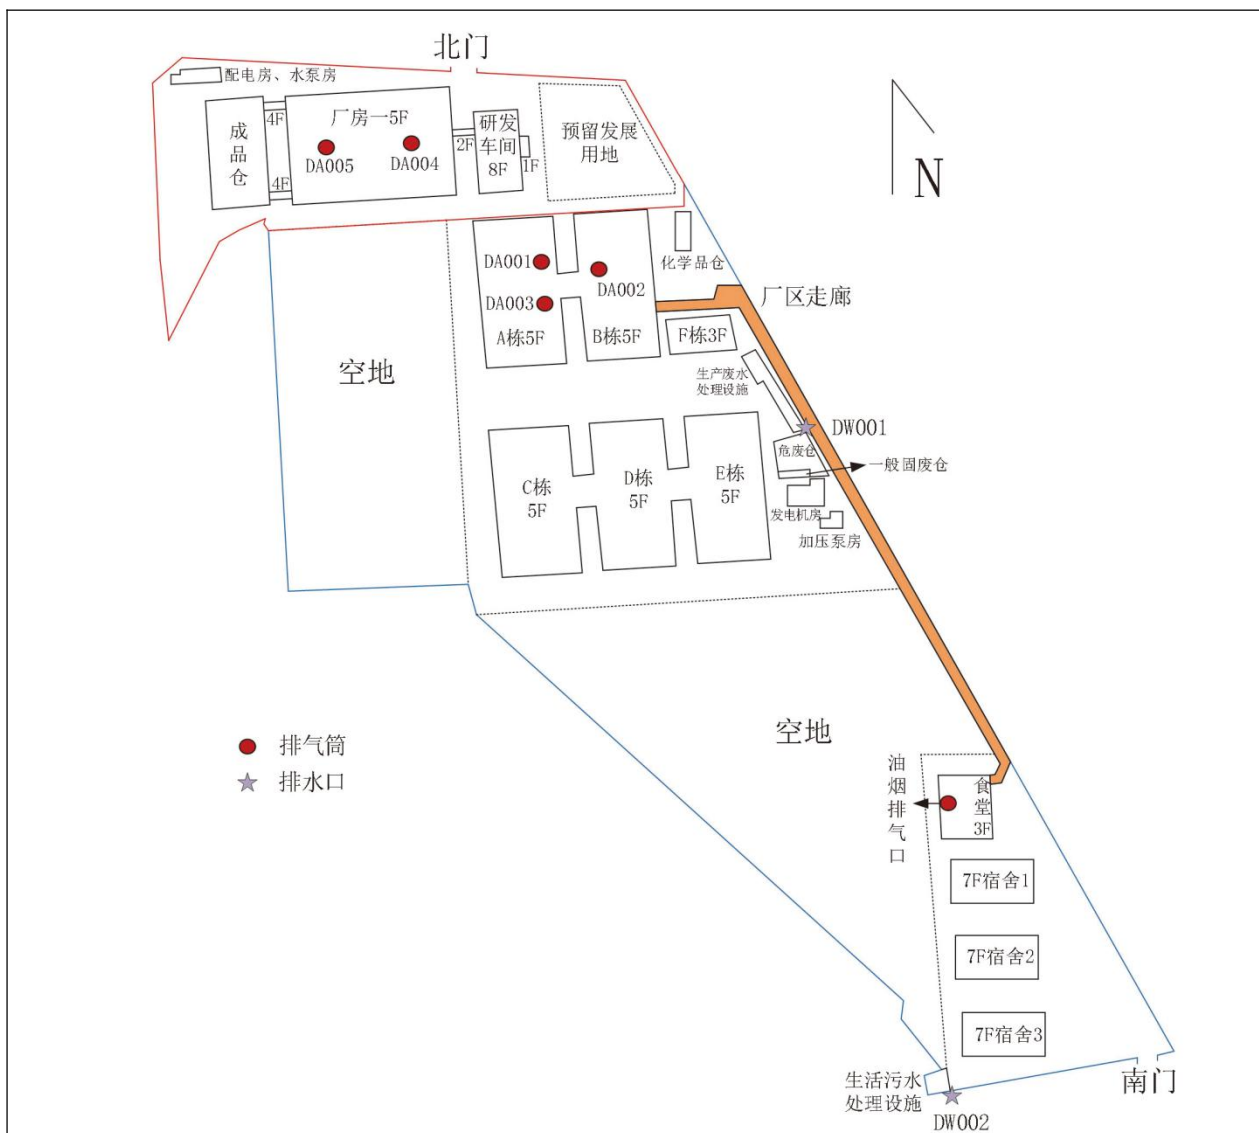 北门
配电房、水泵房
成
品
仓
4F
4F
厂房一5F
DA005
DA004
2F
研发
车间
8F
1F
预留发展
用地
N
DA001
DA003
A栋5F
DA002
B栋5F
化学品仓
厂区走廊
F栋3F
空地
生产废水
处理设施
DW001
危废仓
一般固废仓
发电机房
加压泵房
C栋
5F
D栋
5F
E栋
5F
空地
排气筒
排水口
油
烟
排
气
口
食
堂
3F
7F宿舍1
7F宿舍2
7F宿舍3
生活污水
处理设施
DW002
南门